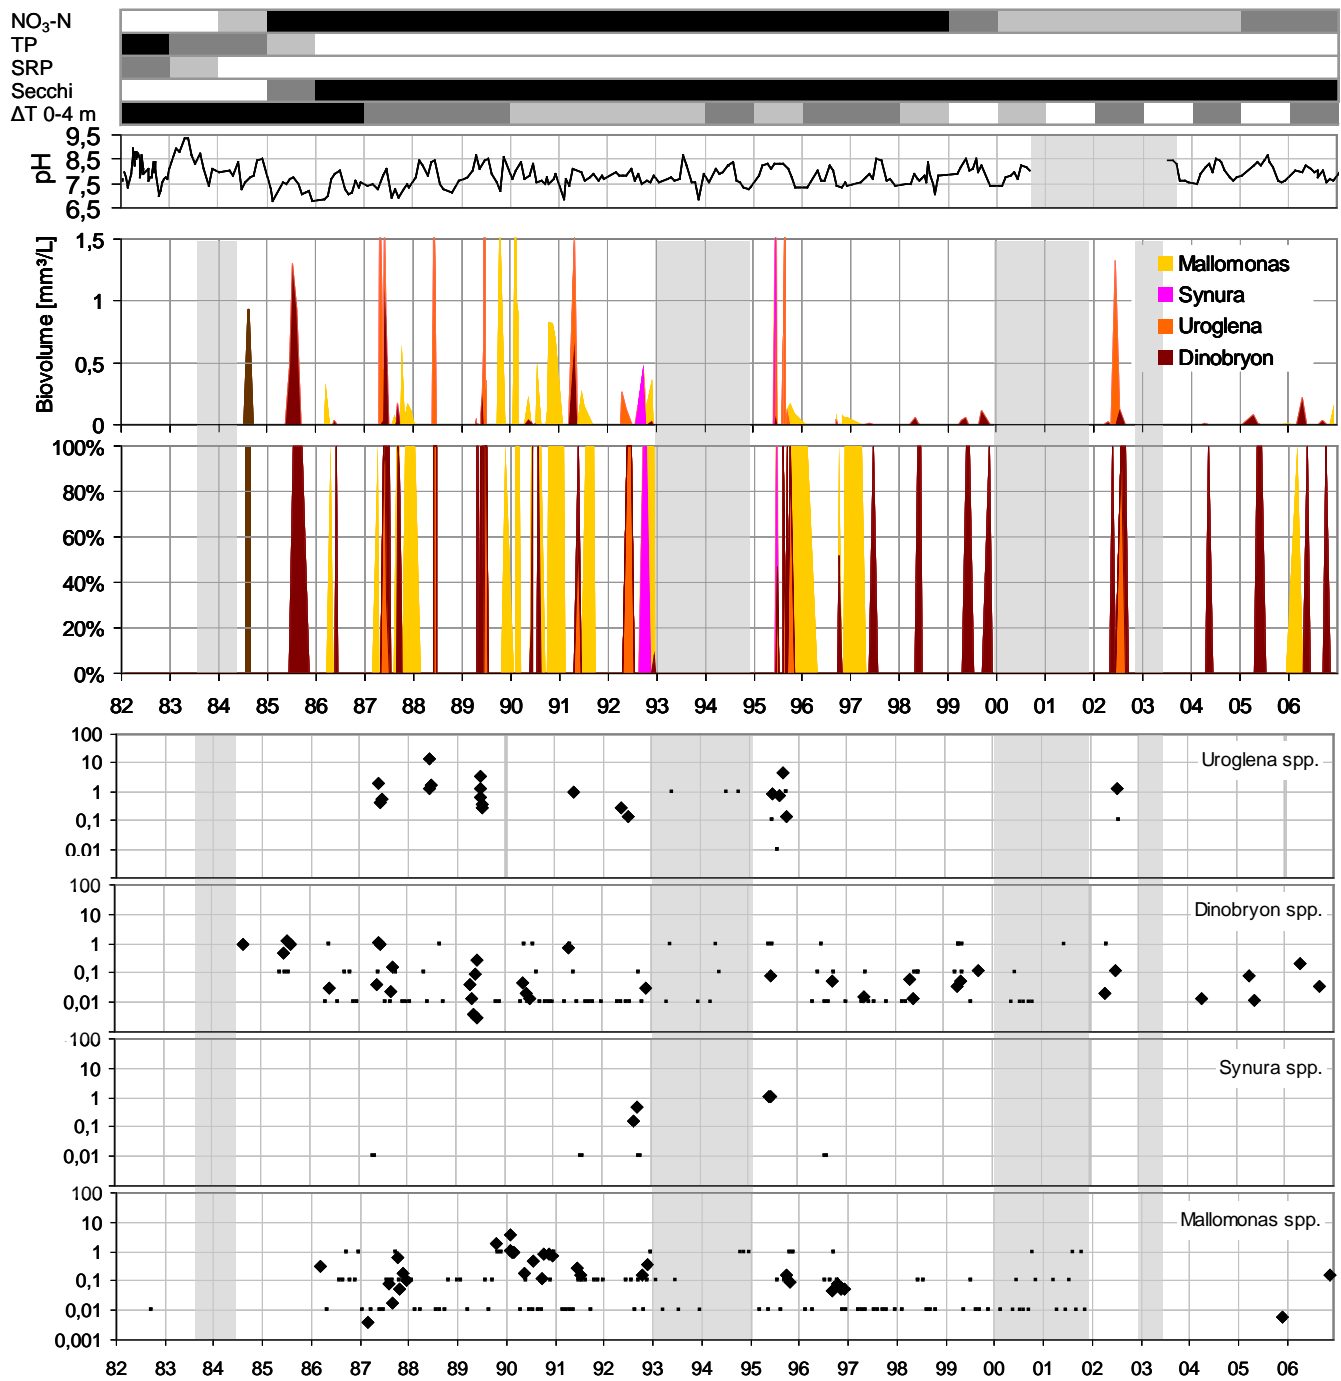 NO₃-N
TP
SRP
Secchi
ΔT 0-4 m
pH
9,5
8,5
7,5
6,5
Biovolume [mm³/L]
1,5
1
0,5
0
Mallomonas
Synura
Uroglena
Dinobryon
100%
80%
60%
40%
20%
0%
82 83 84 85 86 87 88 89 90 91 92 93 94 95 96 97 98 99 00 01 02 03 04 05 06
100
10
1
0,1
0.01
Uroglena spp.
100
10
1
0,1
0,01
Dinobryon spp.
100
10
1
0,1
0,01
Synura spp.
100
10
1
0,1
0,01
0,001
Mallomonas spp.
82 83 84 85 86 87 88 89 90 91 92 93 94 95 96 97 98 99 00 01 02 03 04 05 06